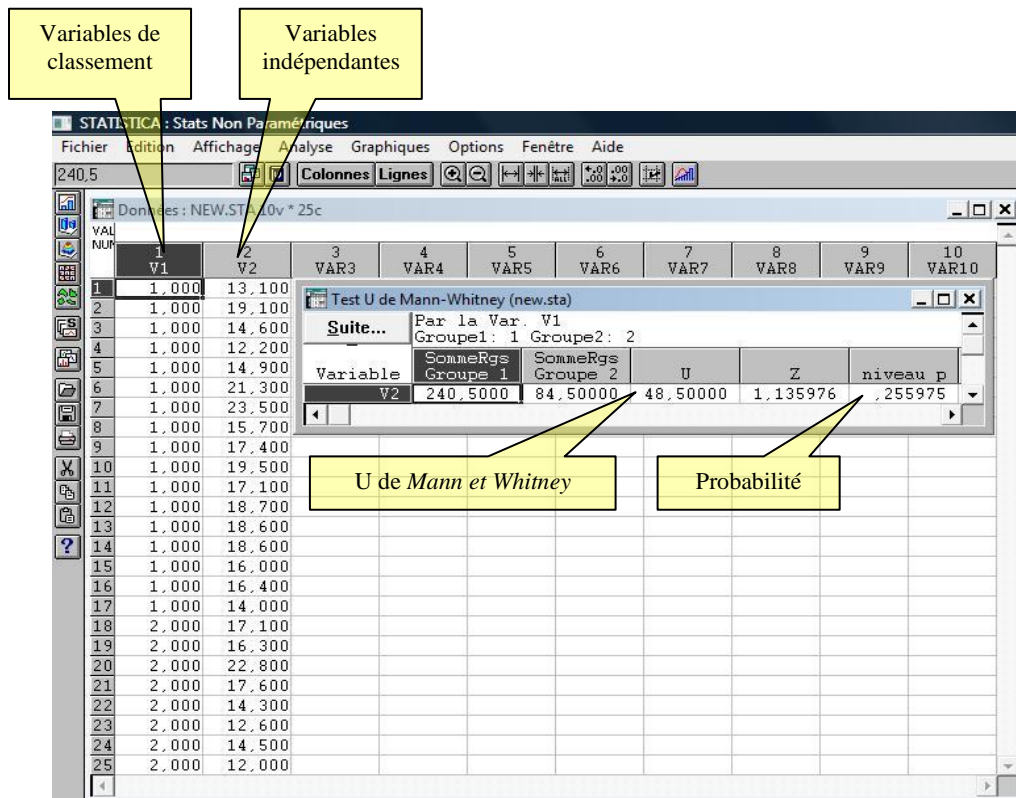 Variables de
classement
Variables
indépendantes
STATISTICA : Stats Non Paramétriques
Fichier Edition Affichage Analyse Graphiques Options Fenêtre Aide
240,5 Colonnes Lignes
Données : NEW.STA 10v * 25c
VAL
NUM
1 2 3 4 5 6 7 8 9 10
V1 V2 VAR3 VAR4 VAR5 VAR6 VAR7 VAR8 VAR9 VAR10
1 1,000 13,100
2 1,000 19,100
3 1,000 14,600
4 1,000 12,200
5 1,000 14,900
6 1,000 21,300
7 1,000 23,500
8 1,000 15,700
9 1,000 17,400
10 1,000 19,500
11 1,000 17,100
12 1,000 18,700
13 1,000 18,600
14 1,000 18,600
15 1,000 16,000
16 1,000 16,400
17 1,000 14,000
18 2,000 17,100
19 2,000 16,300
20 2,000 22,800
21 2,000 17,600
22 2,000 14,300
23 2,000 12,600
24 2,000 14,500
25 2,000 12,000
Test U de Mann-Whitney (new.sta)
Suite... Par la Var. V1
Groupe1: 1 Groupe2: 2
SommeRgs SommeRgs
Variable Groupe 1 Groupe 2 U Z niveau p
V2 240,5000 84,50000 48,50000 1,135976 ,255975
U de Mann et Whitney
Probabilité